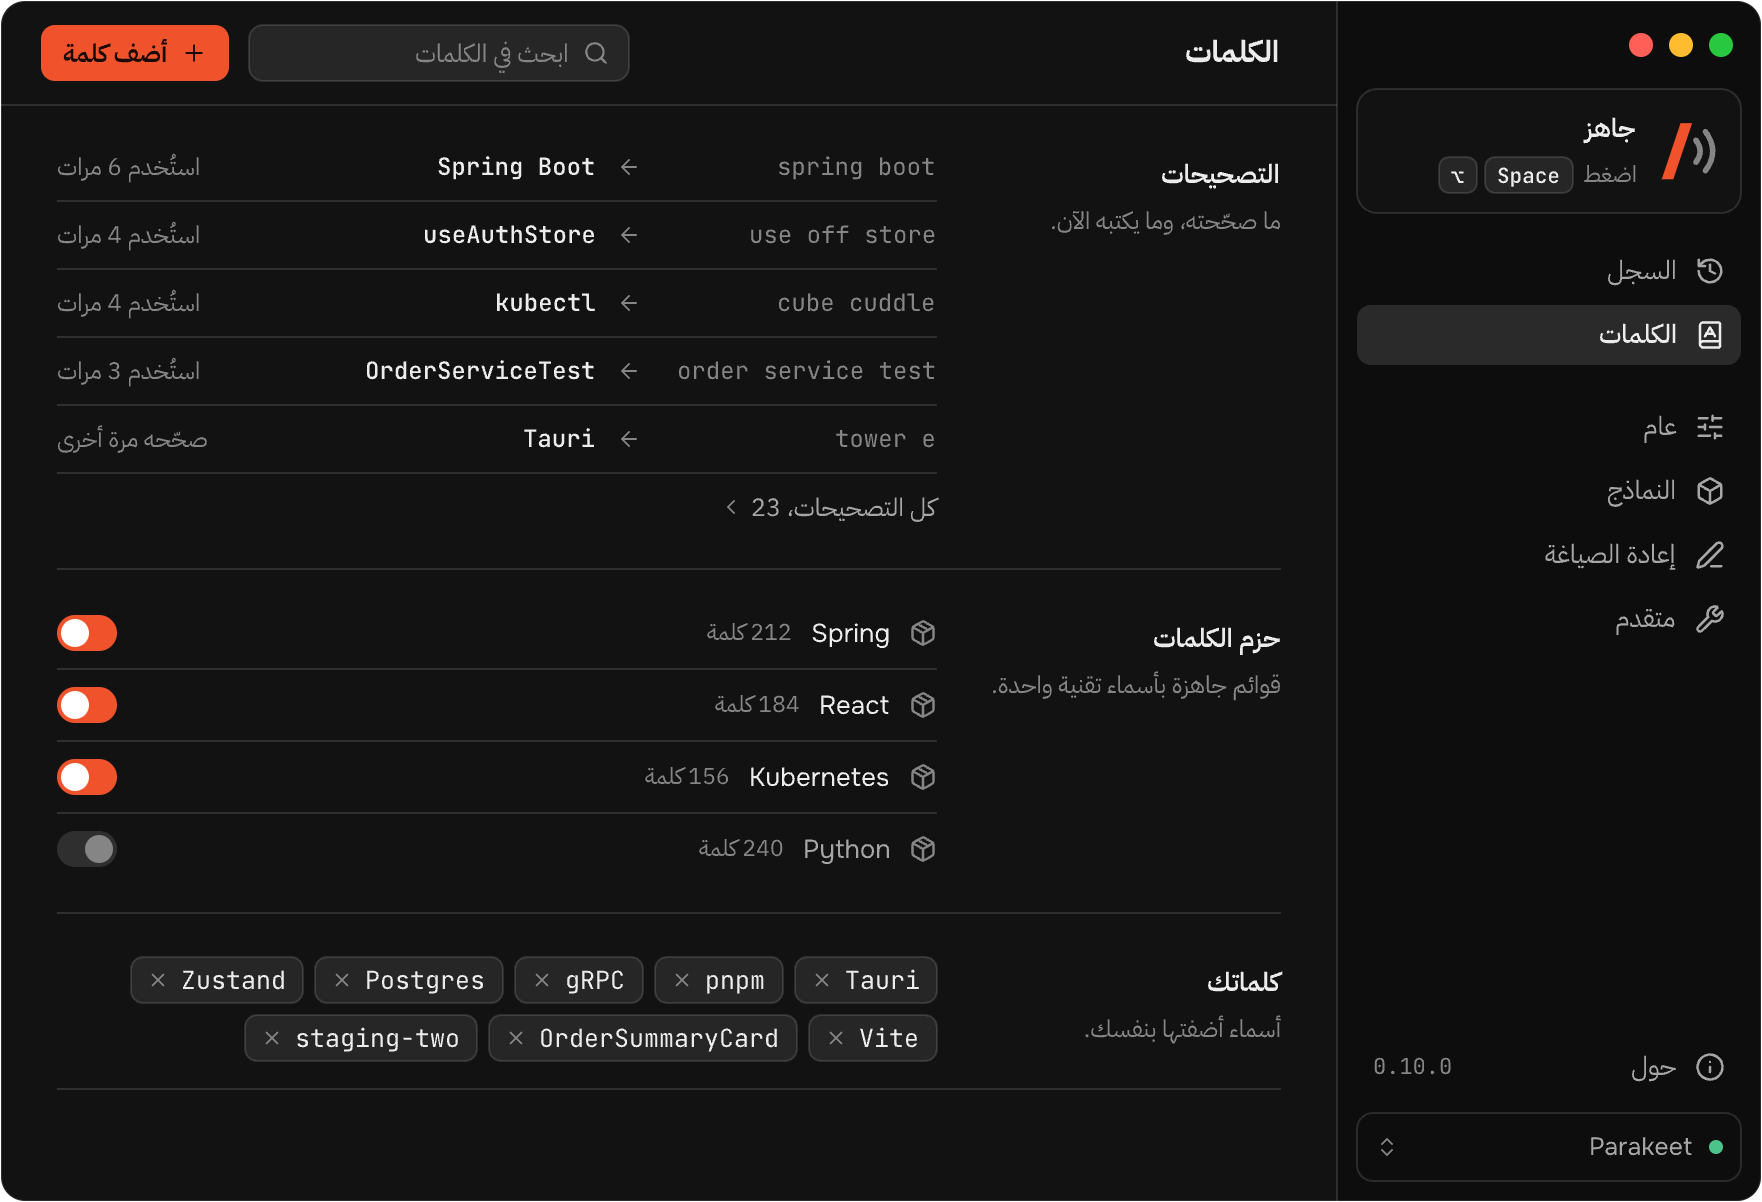 جاهز
اضغط Space ⌥
السجل
الكلمات
عام
النماذج
إعادة الصياغة
متقدم
حول 0.10.0
Parakeet
الكلمات
ابحث في الكلمات
+ أضف كلمة
التصحيحات
ما صحّحته، وما يكتبه الآن.
spring boot ← Spring Boot استُخدم 6 مرات
use off store ← useAuthStore استُخدم 4 مرات
cube cuddle ← kubectl استُخدم 4 مرات
order service test ← OrderServiceTest استُخدم 3 مرات
tower e ← Tauri صحّحه مرة أخرى
كل التصحيحات، 23
حزم الكلمات
قوائم جاهزة بأسماء تقنية واحدة.
Spring 212 كلمة
React 184 كلمة
Kubernetes 156 كلمة
Python 240 كلمة
كلماتك
أسماء أضفتها بنفسك.
Tauri × pnpm × gRPC × Postgres × Zustand ×
Vite × OrderSummaryCard × staging-two ×